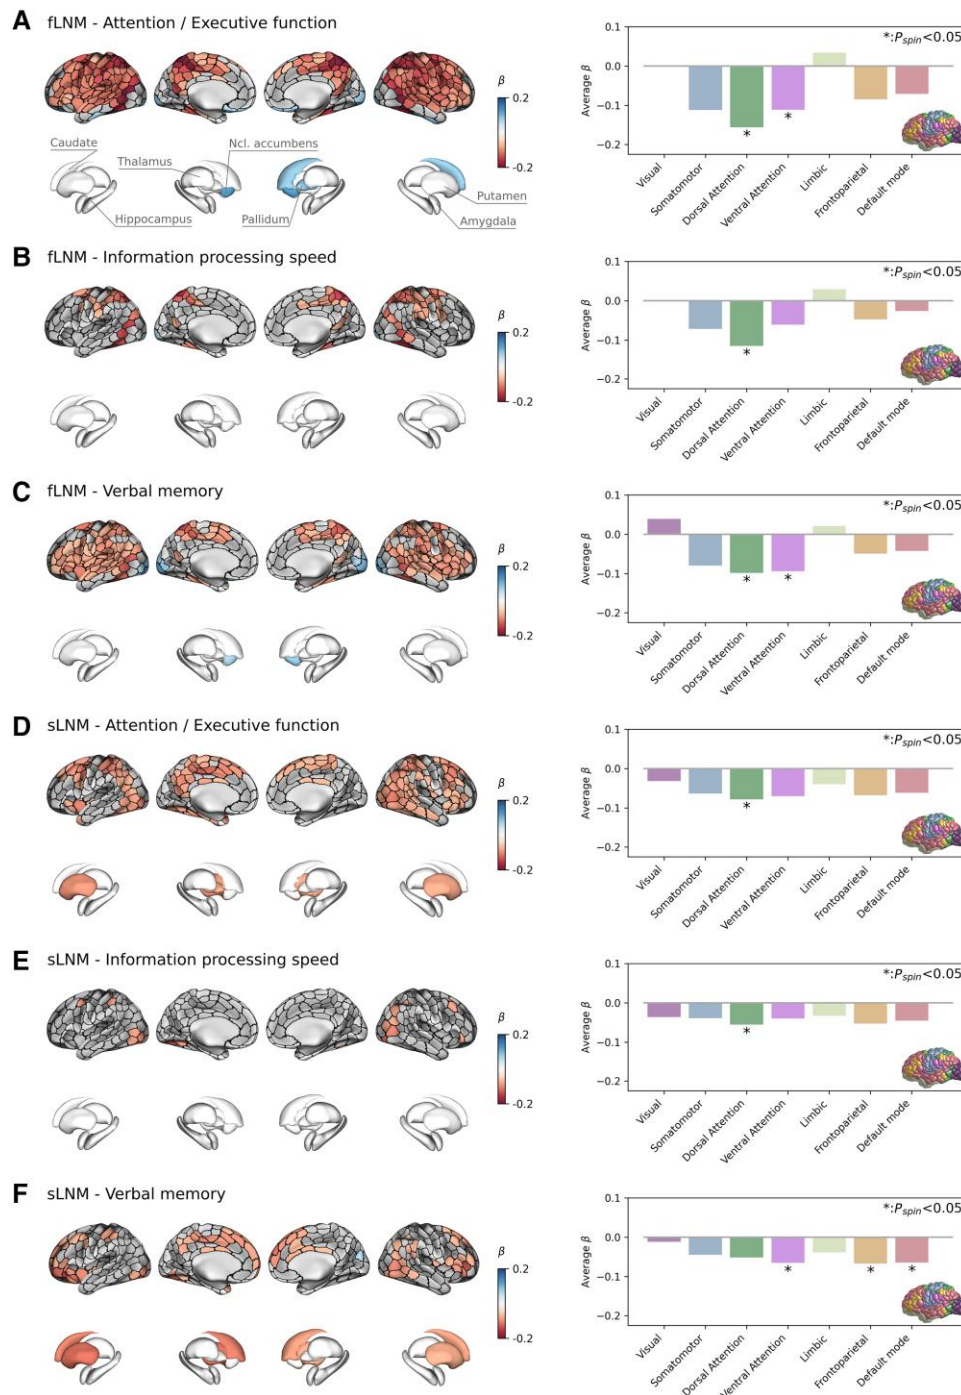 A fLNM - Attention / Executive function
β
0.2
-0.2
Caudate
Thalamus
Ncl. accumbens
Hippocampus
Pallidum
Putamen
Amygdala
*:Pspin<0.05
Average β
0.1
0.0
−0.1
−0.2
Visual
Somatomotor
Dorsal Attention
Ventral Attention
Limbic
Frontoparietal
Default mode
* *
B fLNM - Information processing speed
β
0.2
-0.2
*:Pspin<0.05
Average β
0.1
0.0
−0.1
−0.2
Visual
Somatomotor
Dorsal Attention
Ventral Attention
Limbic
Frontoparietal
Default mode
*
C fLNM - Verbal memory
β
0.2
-0.2
*:Pspin<0.05
Average β
0.1
0.0
−0.1
−0.2
Visual
Somatomotor
Dorsal Attention
Ventral Attention
Limbic
Frontoparietal
Default mode
* *
D sLNM - Attention / Executive function
β
0.2
-0.2
*:Pspin<0.05
Average β
0.1
0.0
−0.1
−0.2
Visual
Somatomotor
Dorsal Attention
Ventral Attention
Limbic
Frontoparietal
Default mode
*
E sLNM - Information processing speed
β
0.2
-0.2
*:Pspin<0.05
Average β
0.1
0.0
−0.1
−0.2
Visual
Somatomotor
Dorsal Attention
Ventral Attention
Limbic
Frontoparietal
Default mode
*
F sLNM - Verbal memory
β
0.2
-0.2
*:Pspin<0.05
Average β
0.1
0.0
−0.1
−0.2
Visual
Somatomotor
Dorsal Attention
Ventral Attention
Limbic
Frontoparietal
Default mode
* * *